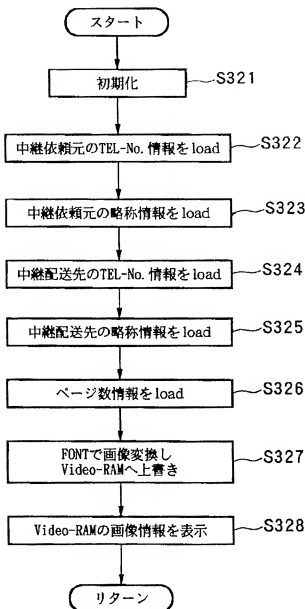 スタート
初期化 S321
中継依頼元のTEL-No.情報をload S322
中継依頼元の略称情報をload S323
中継配送先のTEL-No.情報をload S324
中継配送先の略称情報をload S325
ページ数情報をload S326
FONTで画像変換し
Video-RAMへ上書き S327
Video-RAMの画像情報を表示 S328
リターン